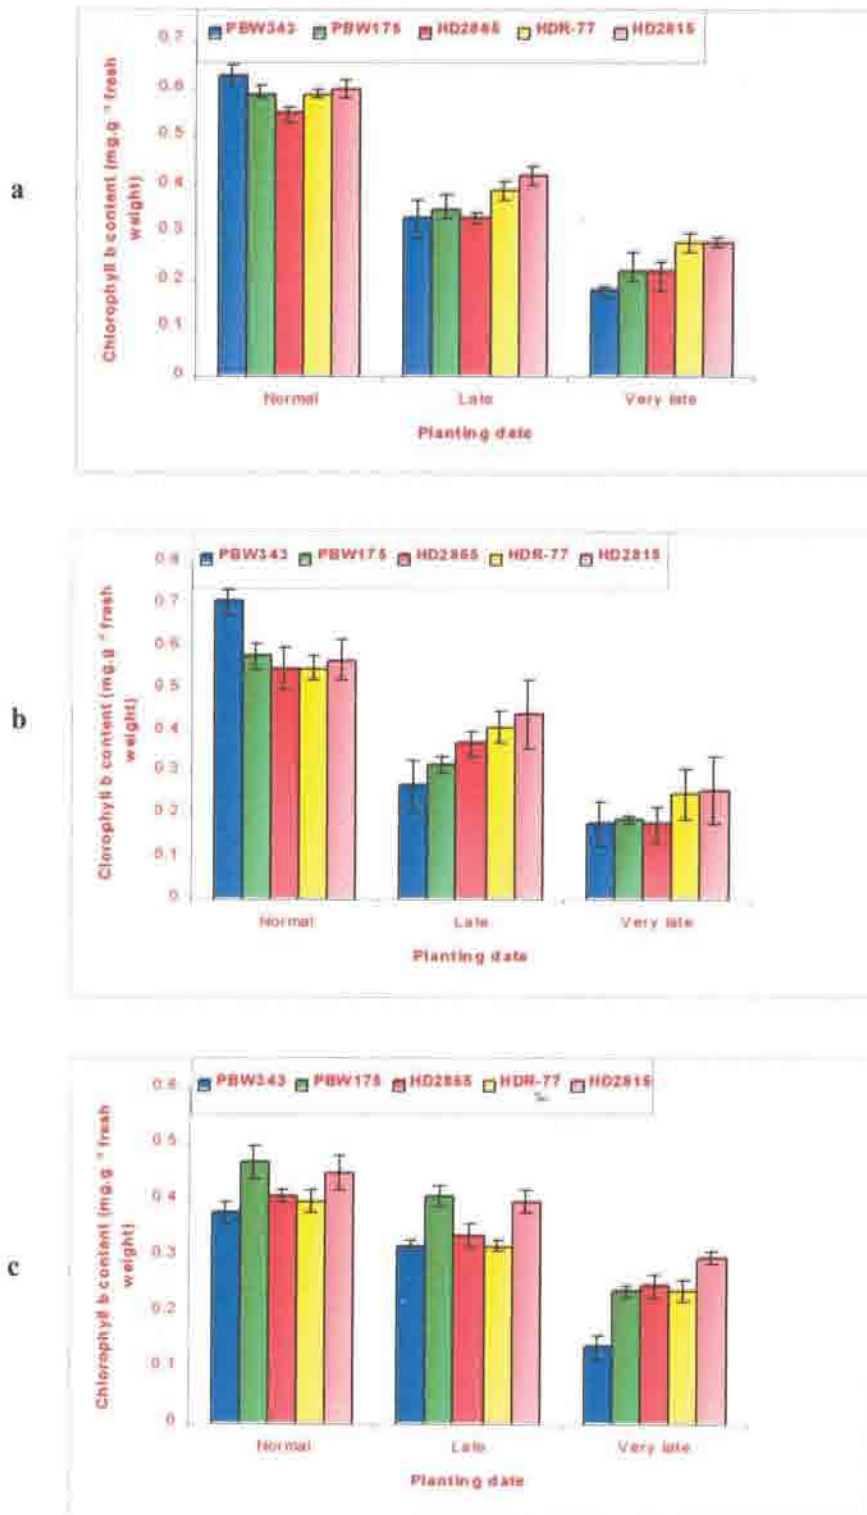 a
0.7
0.6
0.5
0.4
0.3
0.2
0.1
0
Chlorophyll b content (mg.g⁻¹ fresh
weight)
PBW343 PBW175 HD2865 HDR-77 HD2815
Normal Late Very late
Planting date
b
0.8
0.7
0.6
0.5
0.4
0.3
0.2
0.1
0
Clorophyll b content (mg.g⁻¹ fresh
weight)
PBW343 PBW175 HD2865 HDR-77 HD2815
Normal Late Very late
Planting date
c
0.6
0.5
0.4
0.3
0.2
0.1
0
Chlorophyll b content (mg.g⁻¹ fresh
weight)
PBW343 PBW175 HD2865 HDR-77 HD2815
Normal Late Very late
Planting date